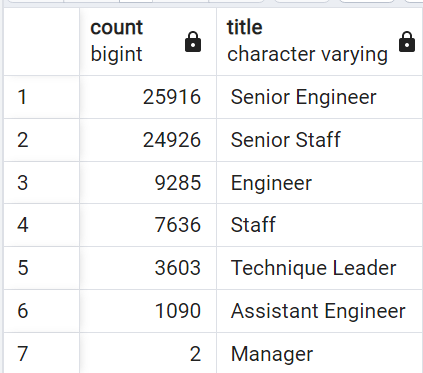 count title
bigint character varying
1 25916 Senior Engineer
2 24926 Senior Staff
3 9285 Engineer
4 7636 Staff
5 3603 Technique Leader
6 1090 Assistant Engineer
7 2 Manager